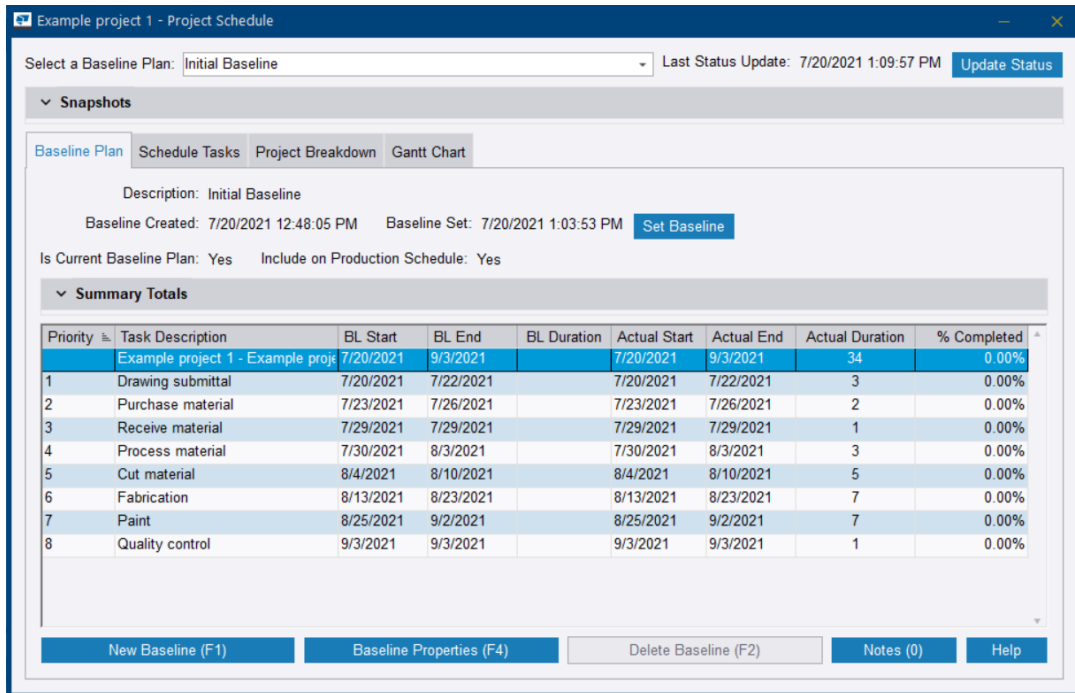 Example project 1 - Project Schedule
Select a Baseline Plan: Initial Baseline Last Status Update: 7/20/2021 1:09:57 PM Update Status
Snapshots
Baseline Plan Schedule Tasks Project Breakdown Gantt Chart
Description: Initial Baseline
Baseline Created: 7/20/2021 12:48:05 PM Baseline Set: 7/20/2021 1:03:53 PM Set Baseline
Is Current Baseline Plan: Yes Include on Production Schedule: Yes
Summary Totals
Priority Task Description BL Start BL End BL Duration Actual Start Actual End Actual Duration % Completed
Example project 1 - Example proje 7/20/2021 9/3/2021 7/20/2021 9/3/2021 34 0.00%
1 Drawing submittal 7/20/2021 7/22/2021 7/20/2021 7/22/2021 3 0.00%
2 Purchase material 7/23/2021 7/26/2021 7/23/2021 7/26/2021 2 0.00%
3 Receive material 7/29/2021 7/29/2021 7/29/2021 7/29/2021 1 0.00%
4 Process material 7/30/2021 8/3/2021 7/30/2021 8/3/2021 3 0.00%
5 Cut material 8/4/2021 8/10/2021 8/4/2021 8/10/2021 5 0.00%
6 Fabrication 8/13/2021 8/23/2021 8/13/2021 8/23/2021 7 0.00%
7 Paint 8/25/2021 9/2/2021 8/25/2021 9/2/2021 7 0.00%
8 Quality control 9/3/2021 9/3/2021 9/3/2021 9/3/2021 1 0.00%
New Baseline (F1) Baseline Properties (F4) Delete Baseline (F2) Notes (0) Help